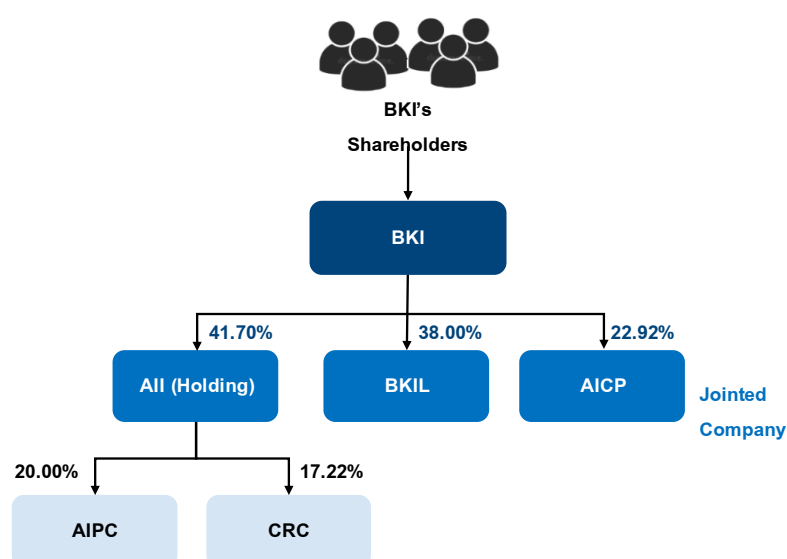 BKI's
Shareholders
BKI
41.70%
38.00%
22.92%
AII (Holding)
BKIL
AICP
Jointed
Company
20.00%
17.22%
AIPC
CRC